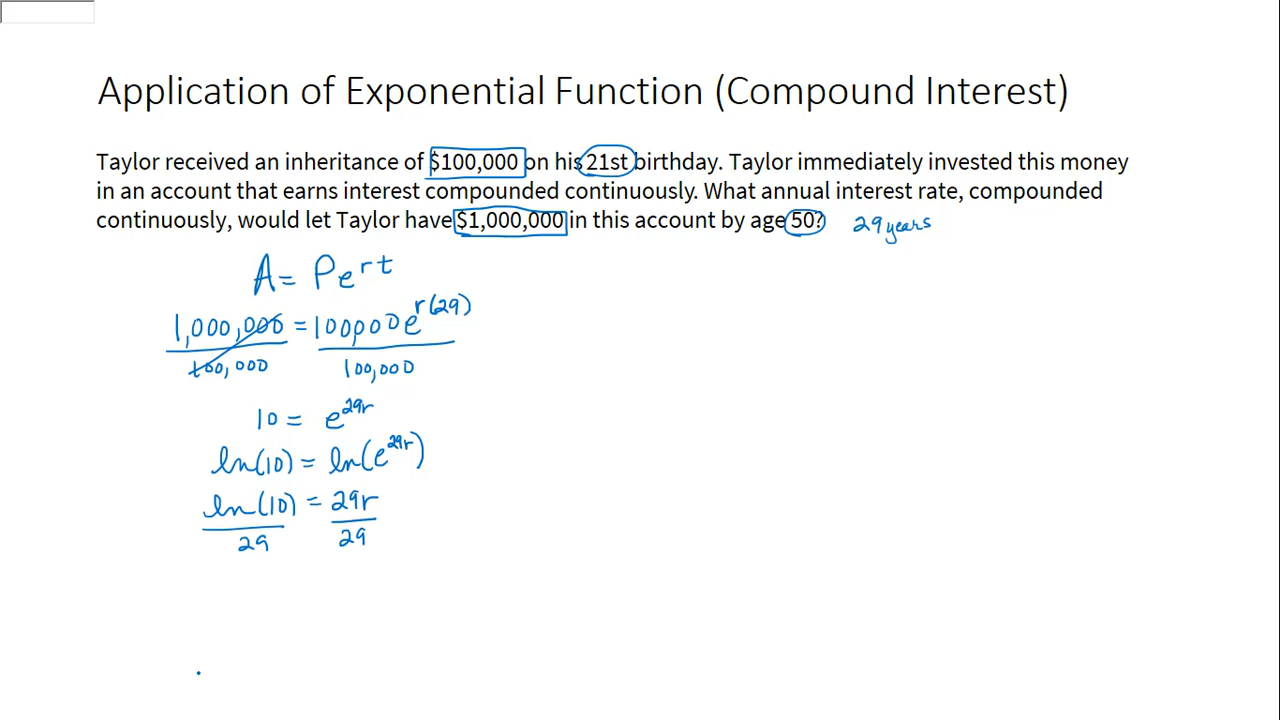 Application of Exponential Function (Compound Interest)
Taylor received an inheritance of $100,000 on his 21st birthday. Taylor immediately invested this money
in an account that earns interest compounded continuously. What annual interest rate, compounded
continuously, would let Taylor have $1,000,000 in this account by age 50? 29 years
A = Pe^{rt}
1,000,000 = 100000e^{r(29)}
100,000 100,000
10 = e^{29r}
ln(10) = ln(e^{29r})
ln(10) = 29r
29 29